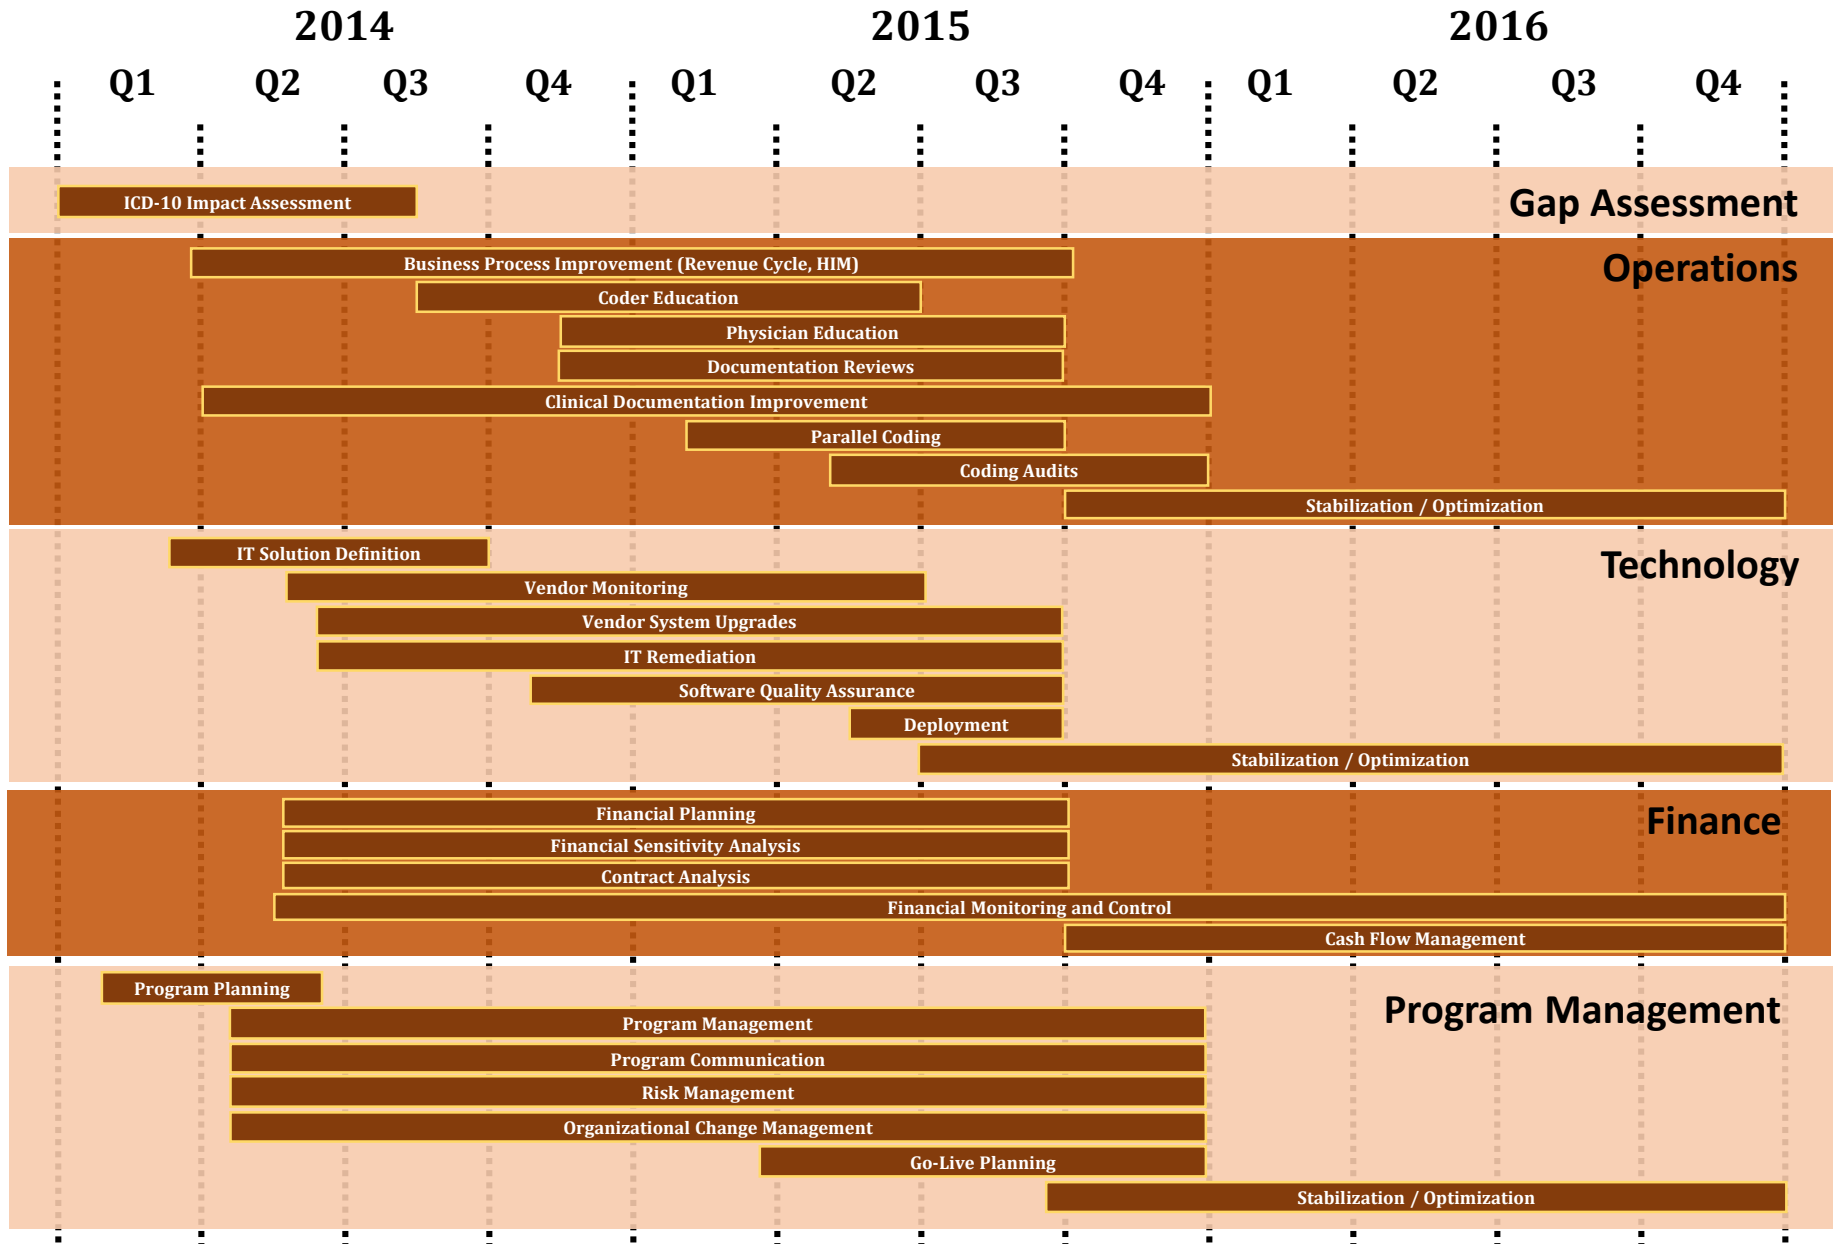 2014 2015 2016
Q1 Q2 Q3 Q4 Q1 Q2 Q3 Q4 Q1 Q2 Q3 Q4
Gap Assessment
ICD-10 Impact Assessment
Operations
Business Process Improvement (Revenue Cycle, HIM)
Coder Education
Physician Education
Documentation Reviews
Clinical Documentation Improvement
Parallel Coding
Coding Audits
Stabilization / Optimization
Technology
IT Solution Definition
Vendor Monitoring
Vendor System Upgrades
IT Remediation
Software Quality Assurance
Deployment
Stabilization / Optimization
Finance
Financial Planning
Financial Sensitivity Analysis
Contract Analysis
Financial Monitoring and Control
Cash Flow Management
Program Management
Program Planning
Program Management
Program Communication
Risk Management
Organizational Change Management
Go-Live Planning
Stabilization / Optimization